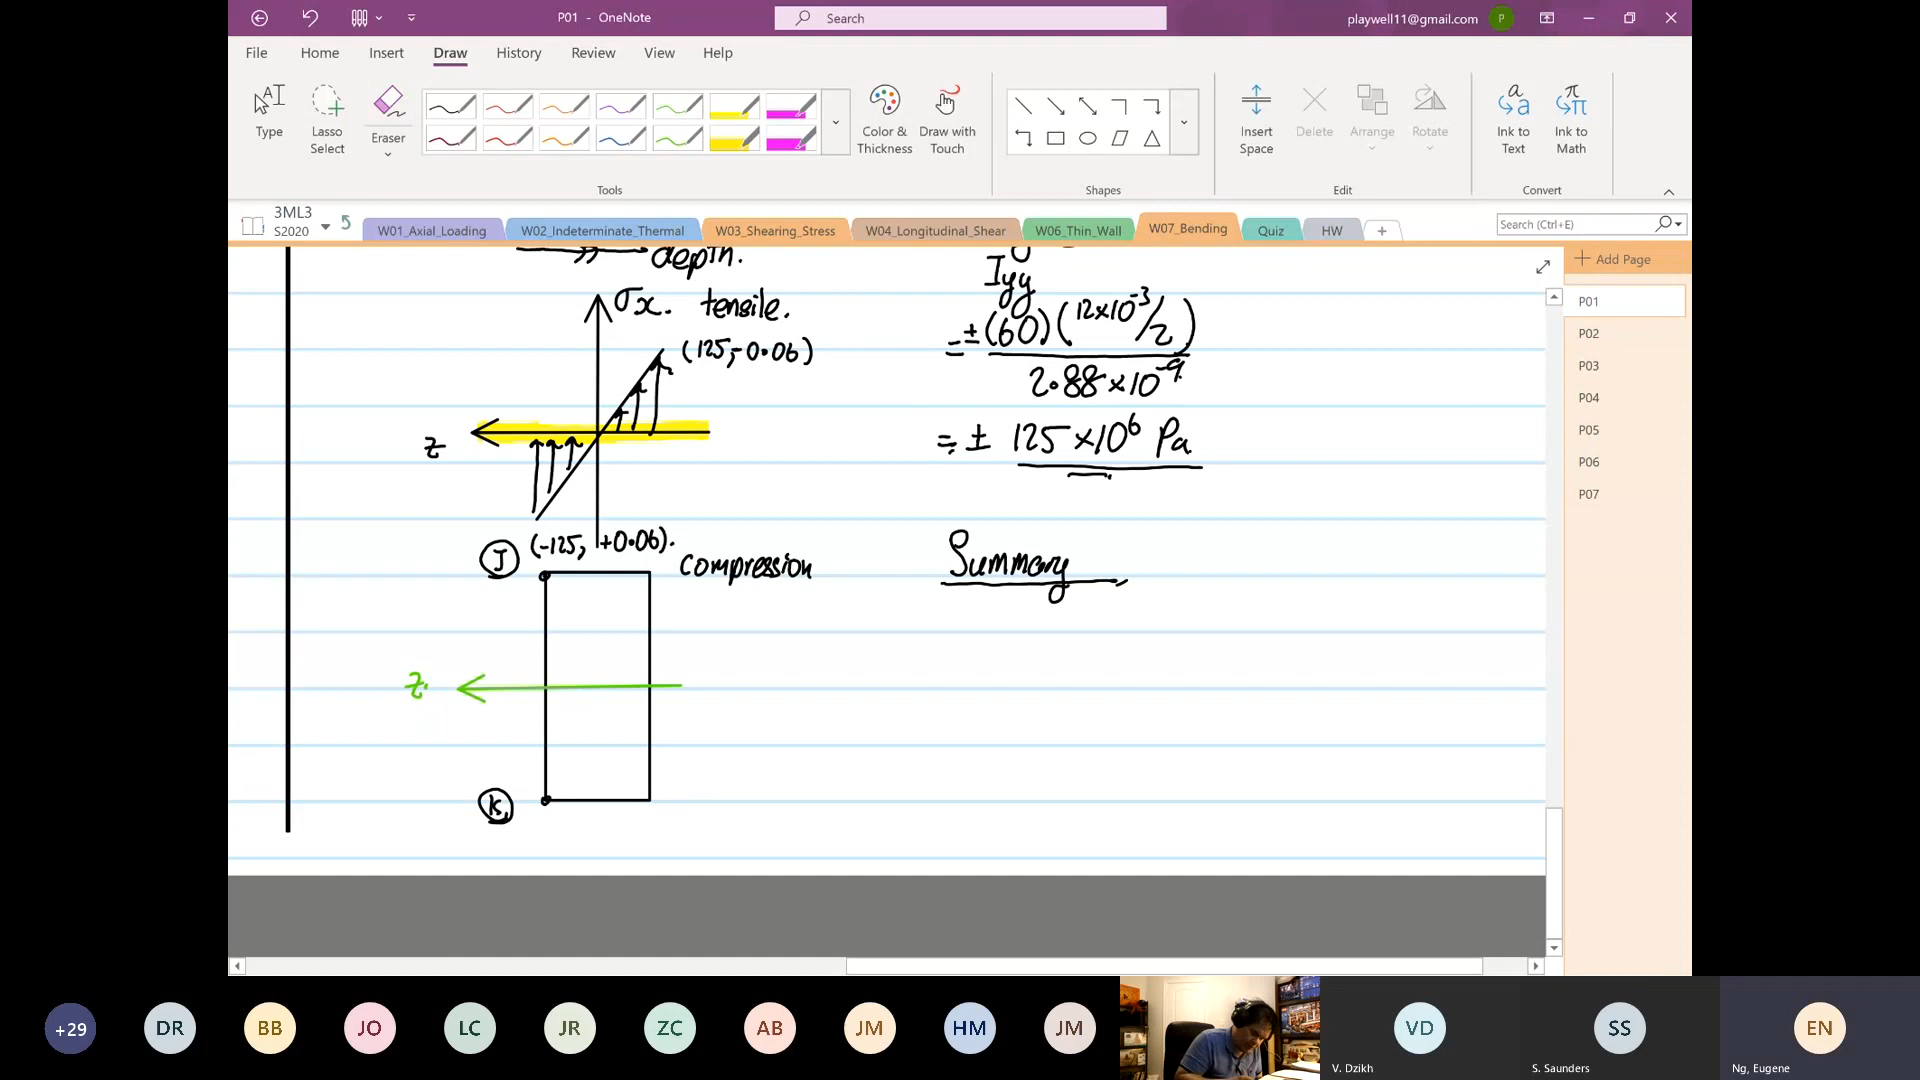 P01 - OneNote
Search
playwell11@gmail.com
P
File
Home
Insert
Draw
History
Review
View
Help
Type
Lasso
Select
Eraser
Color &
Thickness
Draw with
Touch
Insert
Space
Delete
Arrange
Rotate
Ink to
Text
Ink to
Math
Tools
Shapes
Edit
Convert
3ML3
S2020
W01_Axial_Loading
W02_Indeterminate_Thermal
W03_Shearing_Stress
W04_Longitudinal_Shear
W06_Thin_Wall
W07_Bending
Quiz
HW
Search (Ctrl+E)
Add Page
P01
P02
P03
P04
P05
P06
P07
depth.
σx. tensile.
(125, -0.06)
z
(-125, +0.06).
J
compression
z.
K
Iyy
= ± (60) (12×10⁻³/2)
2.88×10⁻⁹
= ± 125 ×10⁶ Pa
Summary
+29
DR
BB
JO
LC
JR
ZC
AB
JM
HM
JM
VD
V. Dzikh
SS
S. Saunders
EN
Ng, Eugene